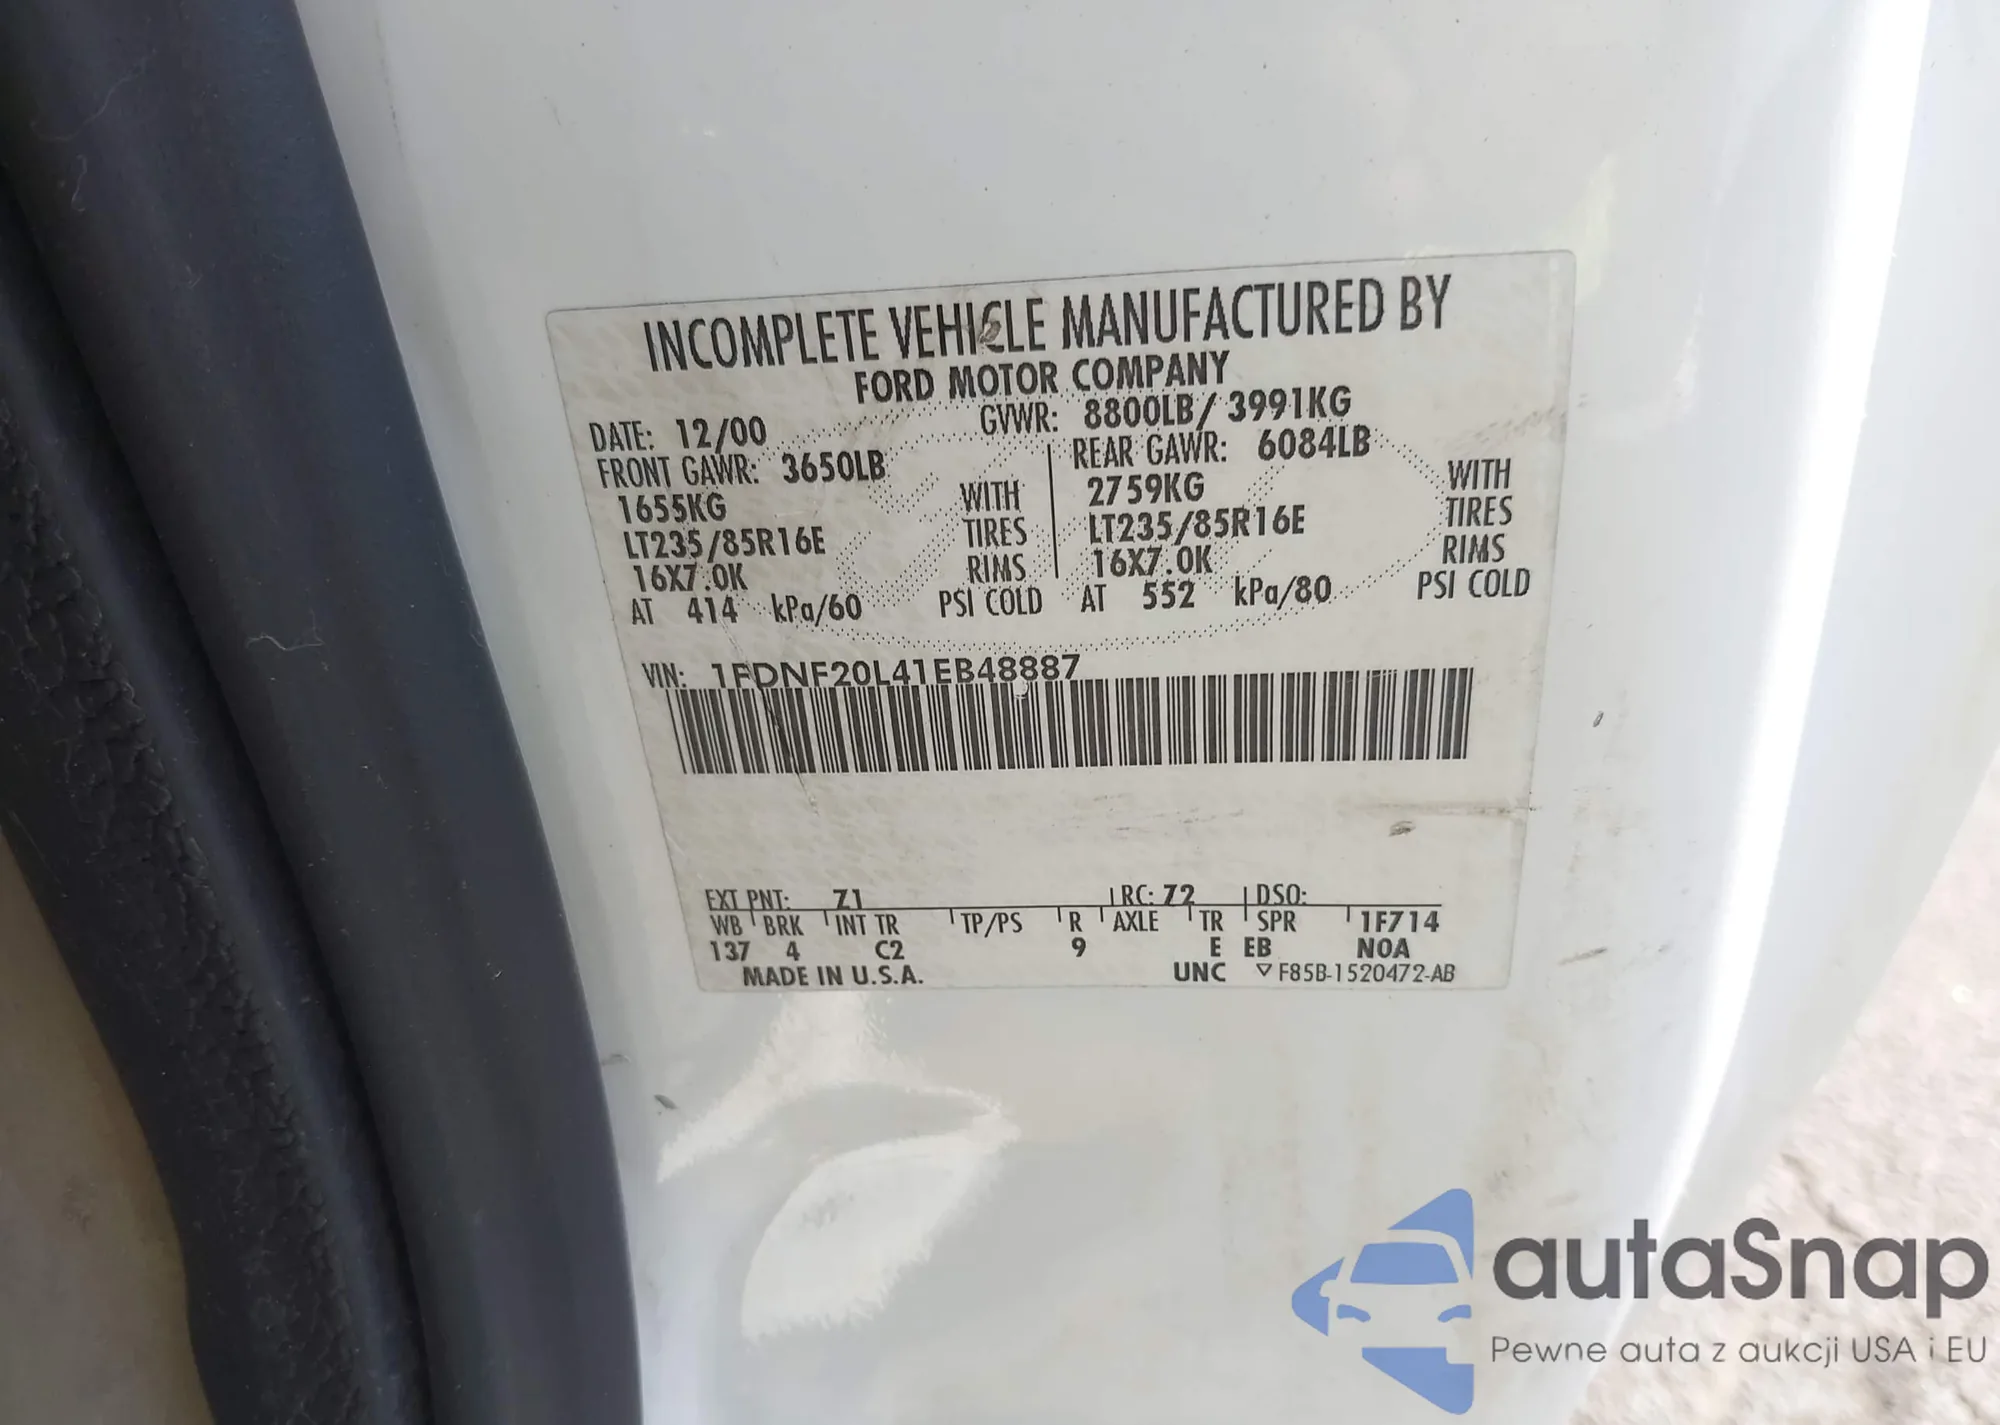 INCOMPLETE VEHICLE MANUFACTURED BY
FORD MOTOR COMPANY
DATE: 12/00 GVWR: 8800LB/ 3991KG
FRONT GAWR: 3650LB REAR GAWR: 6084LB
1655KG WITH 2759KG WITH
LT235/85R16E TIRES LT235/85R16E TIRES
16X7.0K RIMS 16X7.0K RIMS
AT 414 kPa/60 PSI COLD AT 552 kPa/80 PSI COLD
VIN: 1FDNF20L41EB48887
EXT PNT: Z1 RC: 72 DSO:
WB BRK INT TR TP/PS R AXLE TR SPR 1F714
137 4 C2 9 E EB N0A
MADE IN U.S.A. UNC F85B-1520472-AB
autaSnap
Pewne auta z aukcji USA i EU